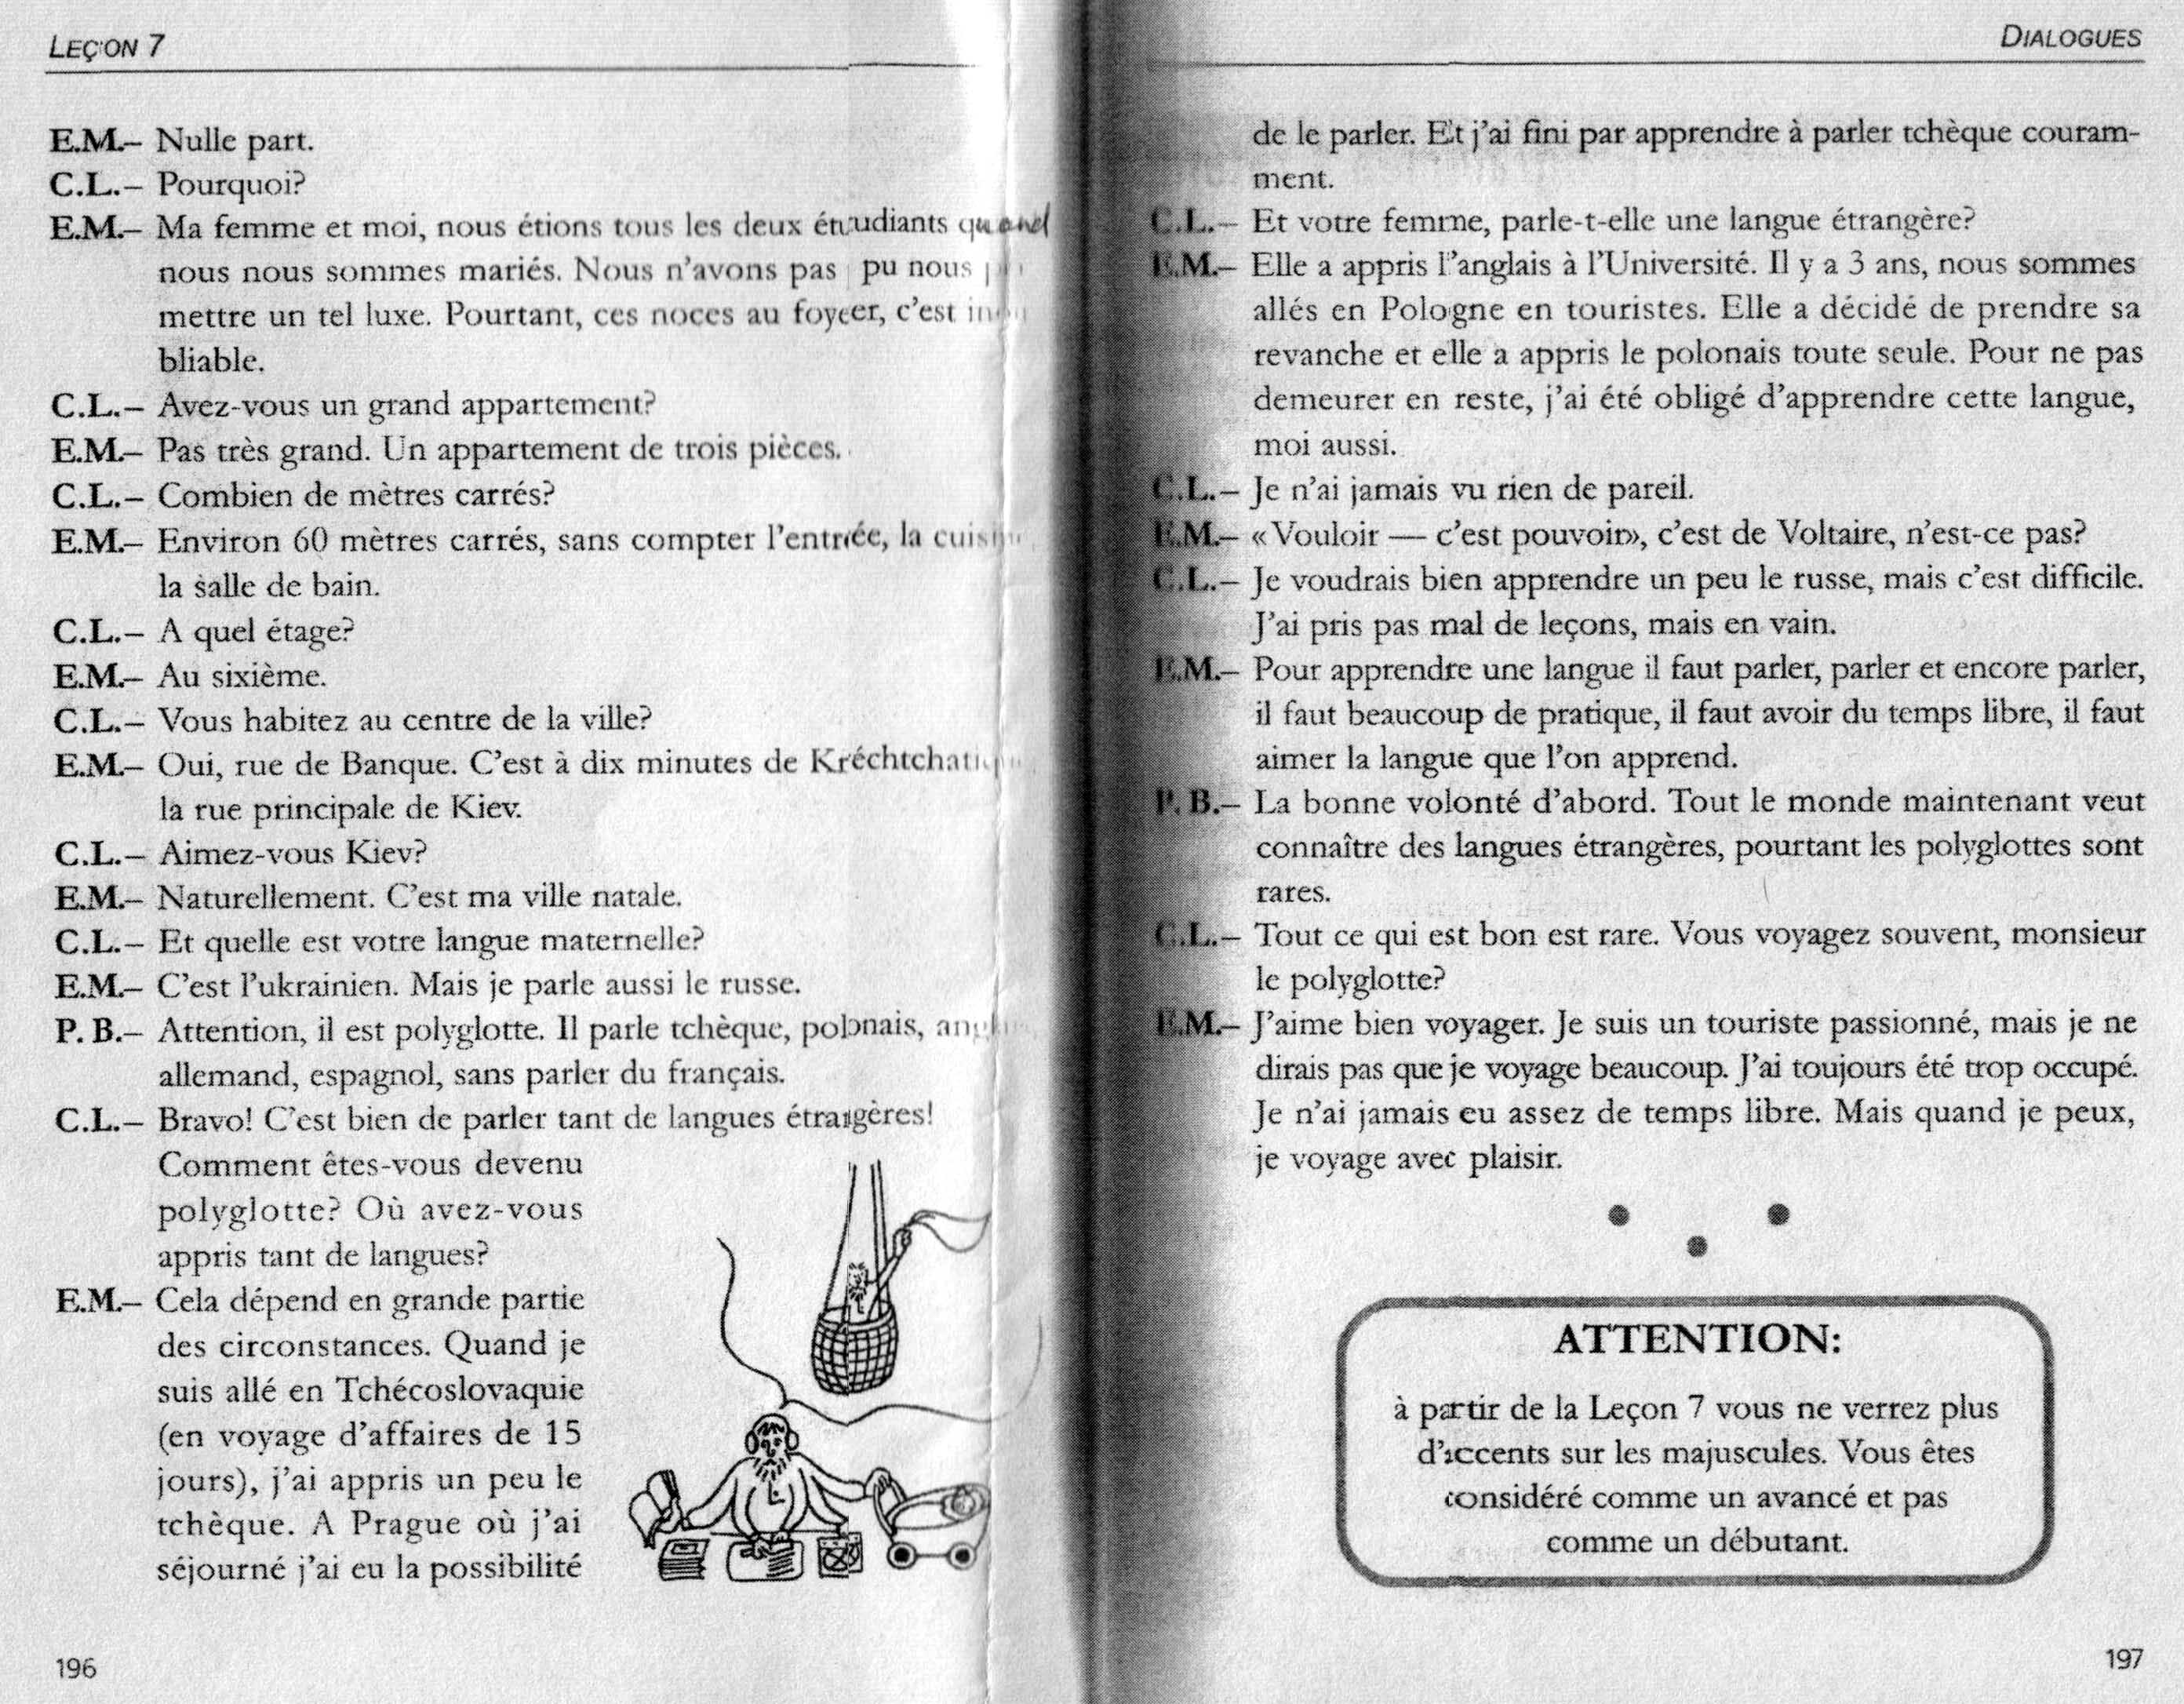 LEÇON 7
E.M.– Nulle part.
C.L.– Pourquoi?
E.M.– Ma femme et moi, nous étions tous les deux étudiants quand
nous nous sommes mariés. Nous n'avons pas pu nous
mettre un tel luxe. Pourtant, ces noces au foyer, c'est
bliable.
C.L.– Avez-vous un grand appartement?
E.M.– Pas très grand. Un appartement de trois pièces.
C.L.– Combien de mètres carrés?
E.M.– Environ 60 mètres carrés, sans compter l'entrée, la
la salle de bain.
C.L.– A quel étage?
E.M.– Au sixième.
C.L.– Vous habitez au centre de la ville?
E.M.– Oui, rue de Banque. C'est à dix minutes de
la rue principale de Kiev.
C.L.– Aimez-vous Kiev?
E.M.– Naturellement. C'est ma ville natale.
C.L.– Et quelle est votre langue maternelle?
E.M.– C'est l'ukrainien. Mais je parle aussi le russe.
P. B.– Attention, il est polyglotte. Il parle tchèque, polonais,
allemand, espagnol, sans parler du français.
C.L.– Bravo! C'est bien de parler tant de langues étrangères!
Comment êtes-vous devenu
polyglotte? Où avez-vous
appris tant de langues?
E.M.– Cela dépend en grande partie
des circonstances. Quand je
suis allé en Tchécoslovaquie
(en voyage d'affaires de 15
jours), j'ai appris un peu le
tchèque. A Prague où j'ai
séjourné j'ai eu la possibilité
196
DIALOGUES
de le parler. Et j'ai fini par apprendre à parler tchèque couram-
ment.
C.L.– Et votre femme, parle-t-elle une langue étrangère?
E.M.– Elle a appris l'anglais à l'Université. Il y a 3 ans, nous sommes
allés en Pologne en touristes. Elle a décidé de prendre sa
revanche et elle a appris le polonais toute seule. Pour ne pas
demeurer en reste, j'ai été obligé d'apprendre cette langue,
moi aussi.
C.L.– Je n'ai jamais vu rien de pareil.
E.M.– «Vouloir — c'est pouvoir», c'est de Voltaire, n'est-ce pas?
C.L.– Je voudrais bien apprendre un peu le russe, mais c'est difficile.
J'ai pris pas mal de leçons, mais en vain.
E.M.– Pour apprendre une langue il faut parler, parler et encore parler,
il faut beaucoup de pratique, il faut avoir du temps libre, il faut
aimer la langue que l'on apprend.
P. B.– La bonne volonté d'abord. Tout le monde maintenant veut
connaître des langues étrangères, pourtant les polyglottes sont
rares.
C.L.– Tout ce qui est bon est rare. Vous voyagez souvent, monsieur
le polyglotte?
E.M.– J'aime bien voyager. Je suis un touriste passionné, mais je ne
dirais pas que je voyage beaucoup. J'ai toujours été trop occupé.
Je n'ai jamais eu assez de temps libre. Mais quand je peux,
je voyage avec plaisir.
ATTENTION:
à partir de la Leçon 7 vous ne verrez plus
d'accents sur les majuscules. Vous êtes
considéré comme un avancé et pas
comme un débutant.
197